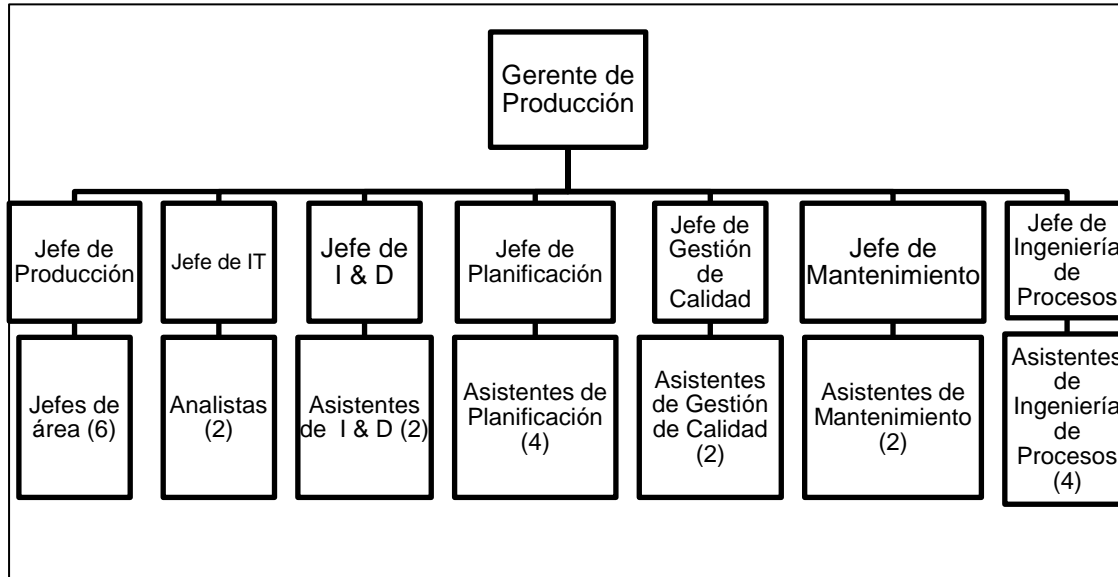 Gerente de
Producción
Jefe de
Producción
Jefe de IT
Jefe de
I & D
Jefe de
Planificación
Jefe de
Gestión
de
Calidad
Jefe de
Mantenimiento
Jefe de
Ingeniería
de
Procesos
Jefes de
área (6)
Analistas
(2)
Asistentes
de I & D (2)
Asistentes de
Planificación
(4)
Asistentes
de Gestión
de Calidad
(2)
Asistentes de
Mantenimiento
(2)
Asistentes
de
Ingeniería
de
Procesos
(4)